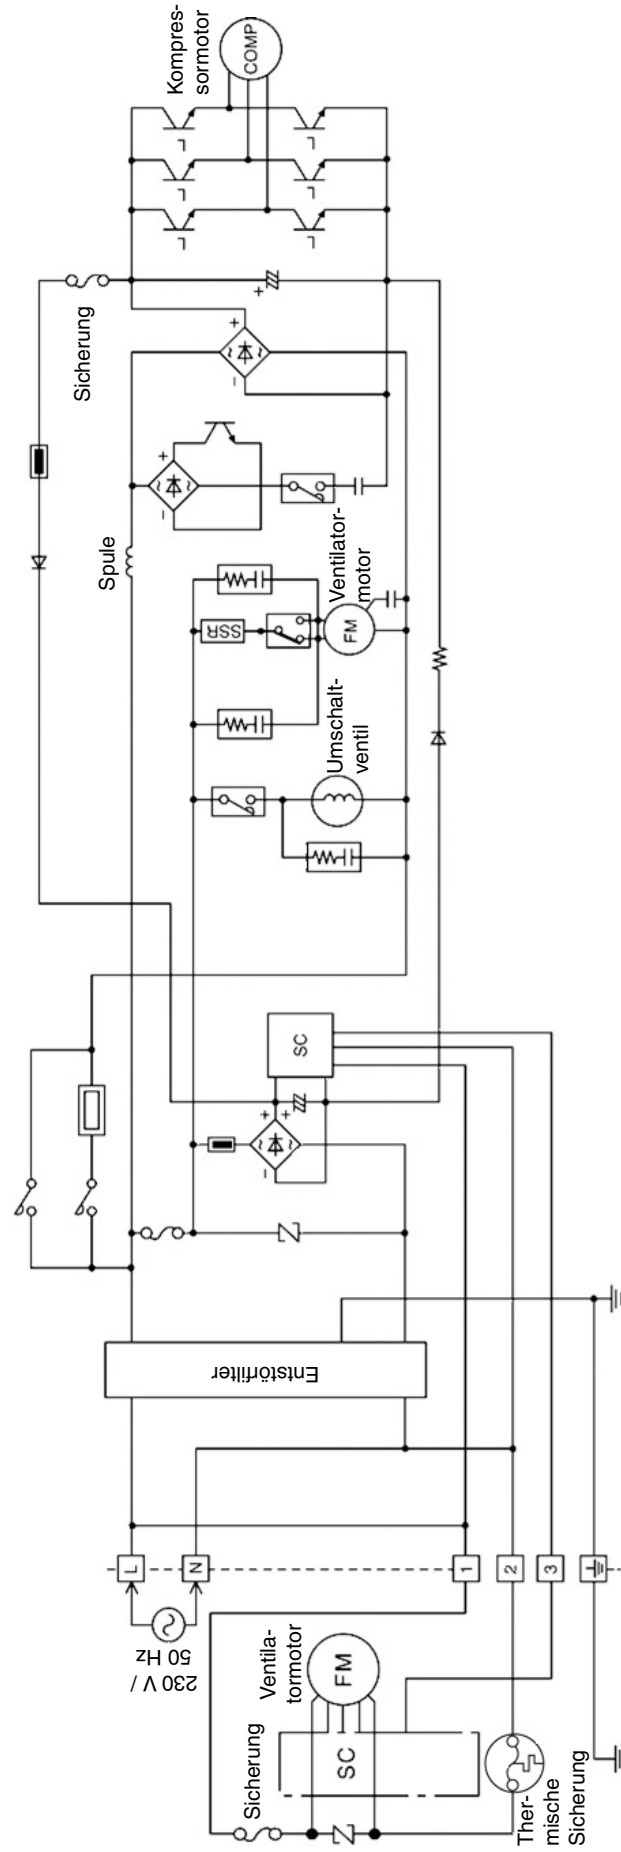 Kompres-
sormotor
COMP
Sicherung
+
+
~
~
-
+
~
~
-
Spule
Ventilator-
motor
SSR
FM
Umschalt-
ventil
SC
+
+
~
~
-
Entstörfilter
L
N
1
2
3
230 V /
50 Hz
Ventila-
tormotor
FM
Sicherung
SC
Ther-
mische
Sicherung